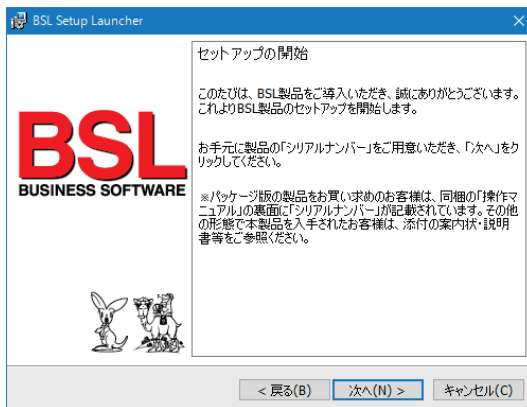 BSL Setup Launcher
セットアップの開始
このたびは、BSL製品をご導入いただき、誠にありがとうございます。
これよりBSL製品のセットアップを開始します。
お手元に製品の「シリアルナンバー」をご用意いただき、「次へ」をク
リックしてください。
※パッケージ版の製品をお買い求めのお客様は、同梱の「操作マ
ニュアル」の裏面に「シリアルナンバー」が記載されています。その他
の形態で本製品を入手されたお客様は、添付の案内状・説明
書等をご参照ください。
BSL
BUSINESS SOFTWARE
< 戻る(B)
次へ(N) >
キャンセル(C)